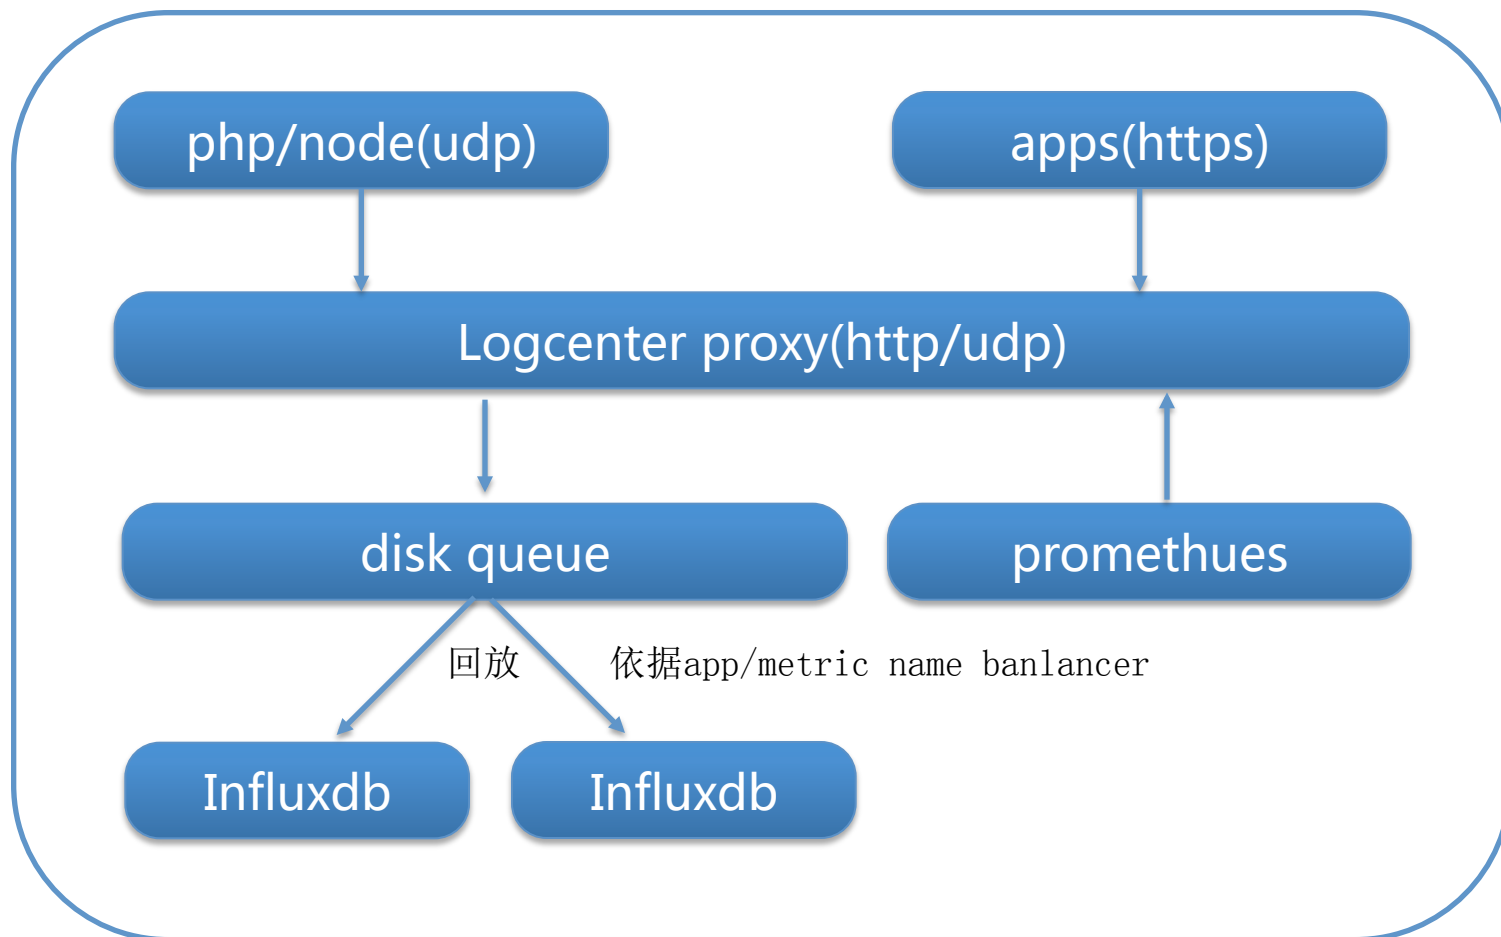 php/node(udp)
apps(https)
Logcenter proxy(http/udp)
disk queue
promethues
回放
依据app/metric name banlancer
Influxdb
Influxdb